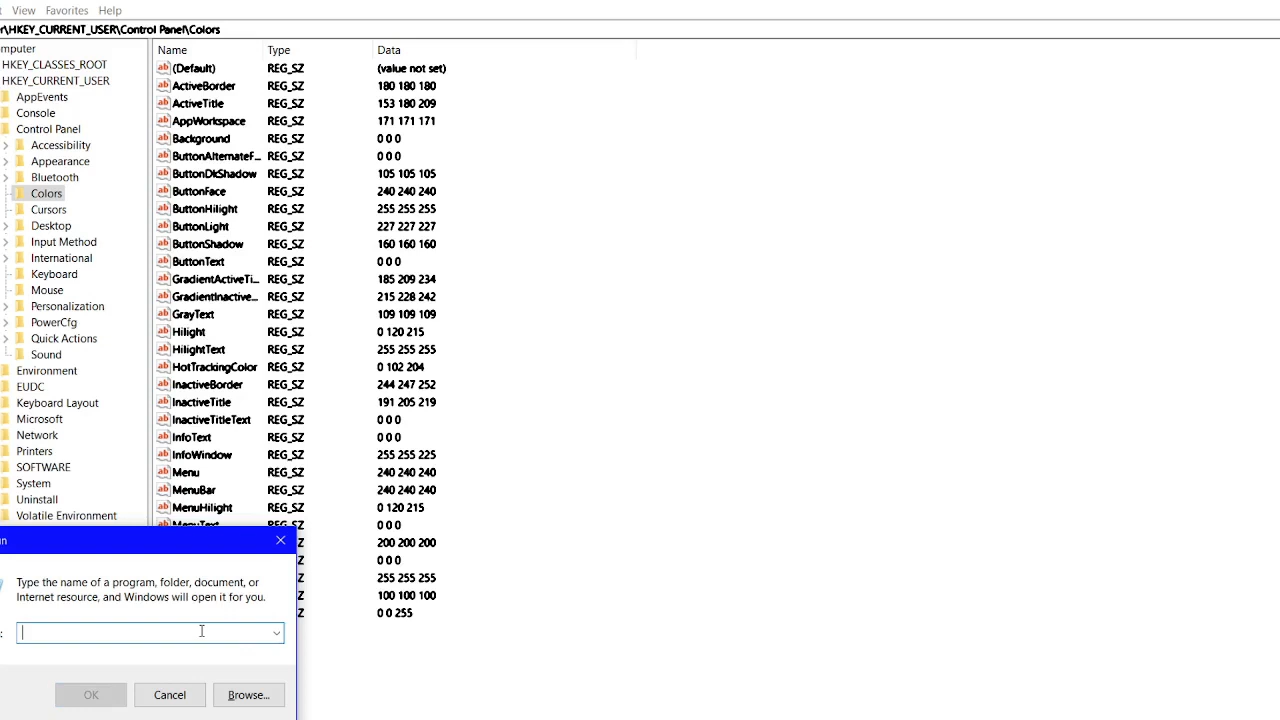 View Favorites Help
r\HKEY_CURRENT_USER\Control Panel\Colors
mputer
HKEY_CLASSES_ROOT
HKEY_CURRENT_USER
AppEvents
Console
Control Panel
Accessibility
Appearance
Bluetooth
Colors
Cursors
Desktop
Input Method
International
Keyboard
Mouse
Personalization
PowerCfg
Quick Actions
Sound
Environment
EUDC
Keyboard Layout
Microsoft
Network
Printers
SOFTWARE
System
Uninstall
Volatile Environment
Name Type Data
(Default) REG_SZ (value not set)
ActiveBorder REG_SZ 180 180 180
ActiveTitle REG_SZ 153 180 209
AppWorkspace REG_SZ 171 171 171
Background REG_SZ 0 0 0
ButtonAlternateF... REG_SZ 0 0 0
ButtonDkShadow REG_SZ 105 105 105
ButtonFace REG_SZ 240 240 240
ButtonHilight REG_SZ 255 255 255
ButtonLight REG_SZ 227 227 227
ButtonShadow REG_SZ 160 160 160
ButtonText REG_SZ 0 0 0
GradientActiveTi... REG_SZ 185 209 234
GradientInactive... REG_SZ 215 228 242
GrayText REG_SZ 109 109 109
Hilight REG_SZ 0 120 215
HilightText REG_SZ 255 255 255
HotTrackingColor REG_SZ 0 102 204
InactiveBorder REG_SZ 244 247 252
InactiveTitle REG_SZ 191 205 219
InactiveTitleText REG_SZ 0 0 0
InfoText REG_SZ 0 0 0
InfoWindow REG_SZ 255 255 225
Menu REG_SZ 240 240 240
MenuBar REG_SZ 240 240 240
MenuHilight REG_SZ 0 120 215
MenuText SZ 0 0 0
Z 200 200 200
Z 0 0 0
Z 255 255 255
Z 100 100 100
Z 0 0 255
un
Type the name of a program, folder, document, or
Internet resource, and Windows will open it for you.
:
OK Cancel Browse...